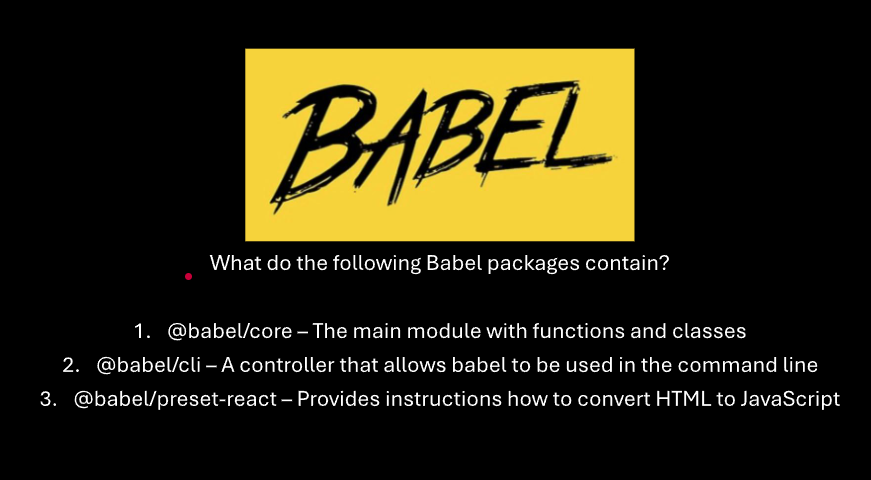 BABEL
What do the following Babel packages contain?
1. @babel/core – The main module with functions and classes
2. @babel/cli – A controller that allows babel to be used in the command line
3. @babel/preset-react – Provides instructions how to convert HTML to JavaScript